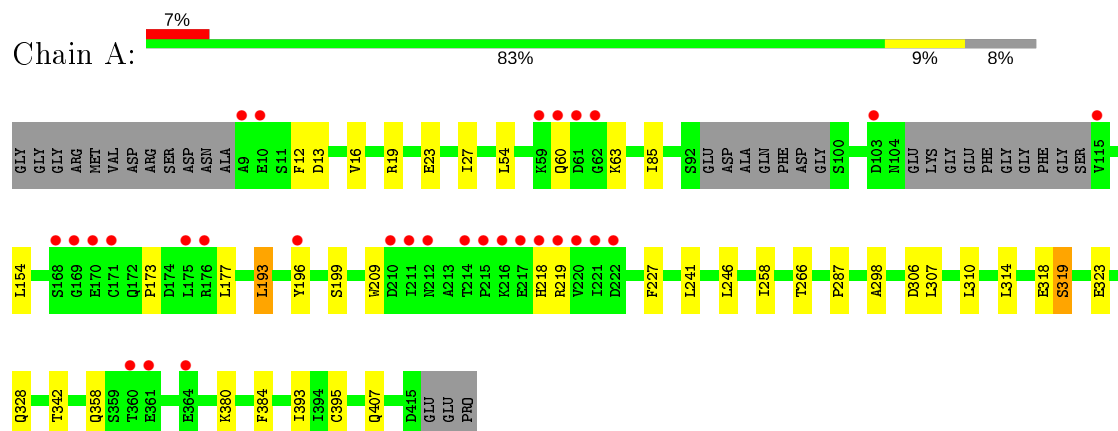 7%
Chain A:
83% 9% 8%
GLY GLY GLY ARG MET VAL ASP ARG SER ASP ASN ALA A9 E10 S11 F12 D13 V16 R19 E23 I27 L54 K59 Q60 D61 G62 K63 I85 S92 GLU ASP ALA GLN PHE ASP GLY S100 D103 N104 GLU LYS GLY GLU PHE GLY GLY PHE GLY SER V115
L154 S168 G169 E170 C171 Q172 P173 D174 L175 R176 L177 L193 Y196 S199 W209 D210 I211 N212 A213 T214 P215 K216 E217 H218 R219 V220 I221 D222 F227 L241 L246 I258 T266 P287 A298 D306 L307 L310 L314 E318 S319 E323
Q328 T342 Q358 S359 T360 E361 E364 K380 F384 I393 I394 C395 Q407 D415 GLU GLU PRO